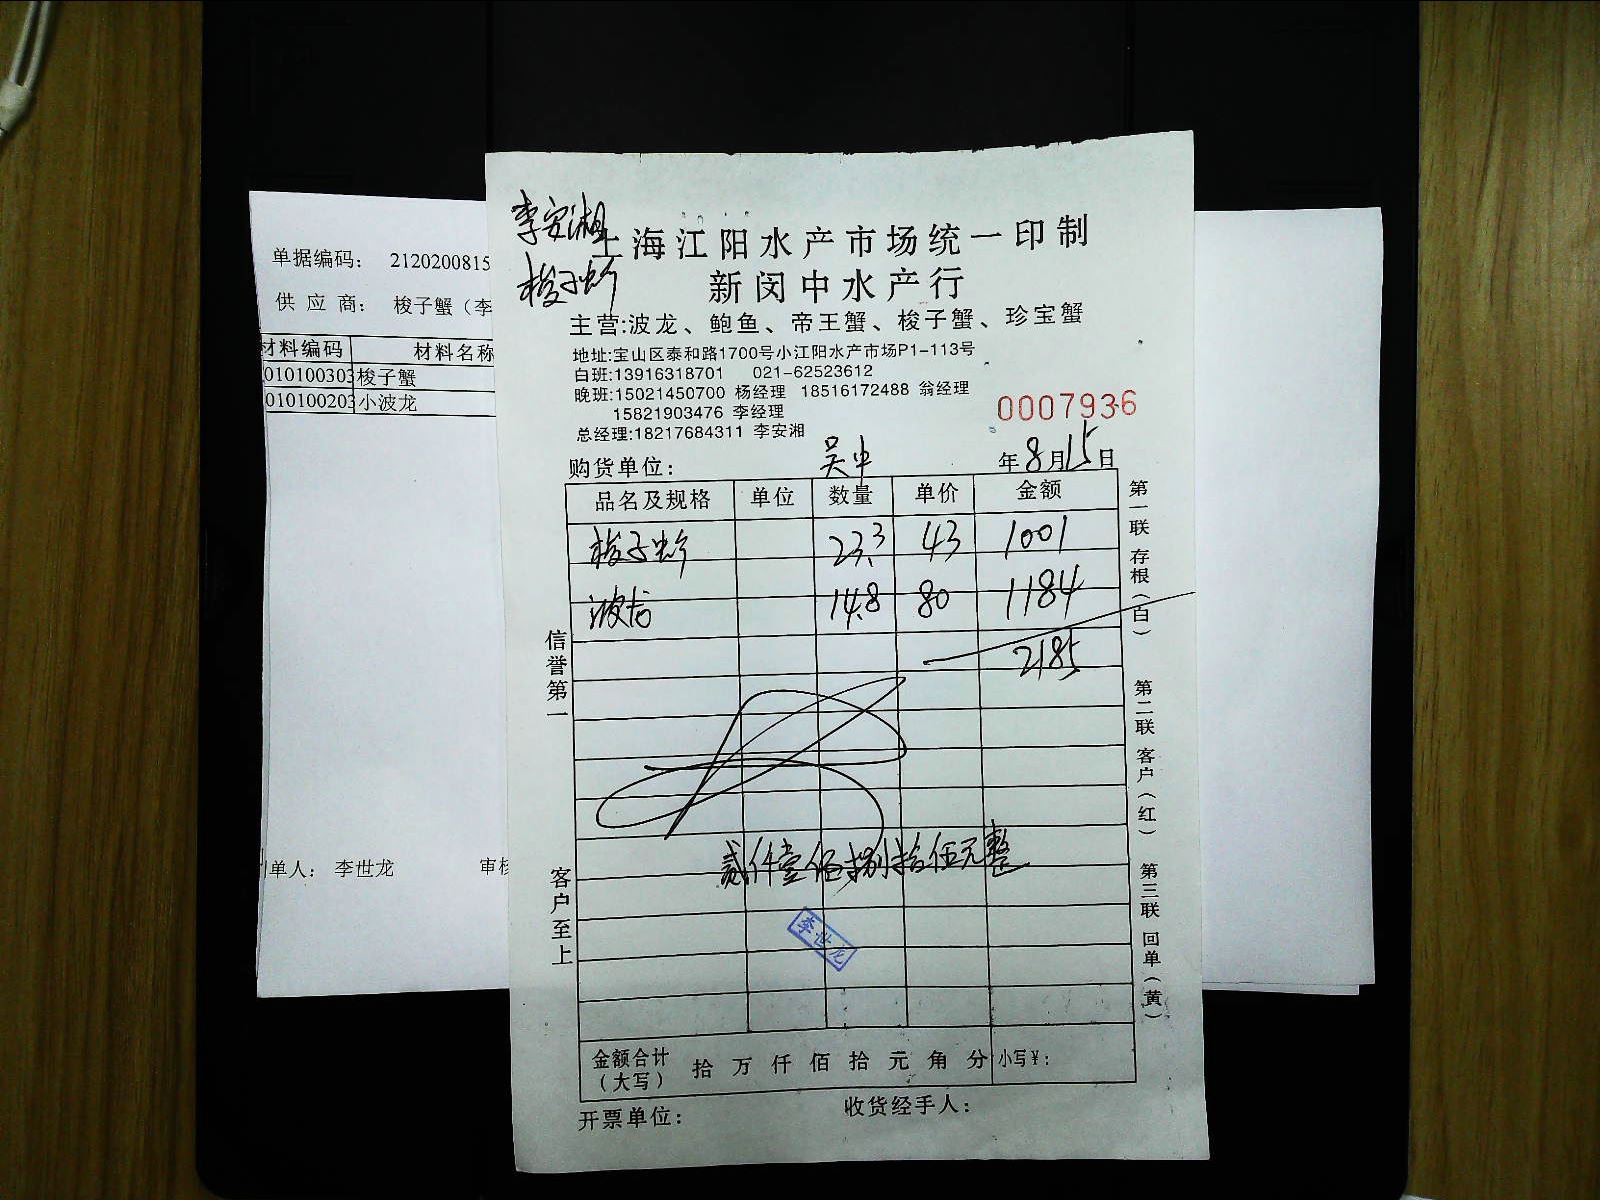 李安湘
梭子蟹
上海江阳水产市场统一印制
新闵中水产行
主营:波龙、鲍鱼、帝王蟹、梭子蟹、珍宝蟹
地址:宝山区泰和路1700号小江阳水产市场P1-113号
白班:13916318701 021-62523612
晚班:15021450700 杨经理 18516172488 翁经理
15821903476 李经理
总经理:18217684311 李安湘
0007936
购货单位: 吴中 年8月15日
品名及规格 单位 数量 单价 金额
梭子蟹 23.3 43 1001
波龙 14.8 80 1184
2185
贰仟壹佰捌拾伍元整
李世龙
金额合计(大写) 拾 万 仟 佰 拾 元 角 分 小写¥:
开票单位: 收货经手人:
信誉第一
客户至上
第一联 存根(白)
第二联 客户(红)
第三联 回单(黄)
单据编码: 2120200815
供 应 商: 梭子蟹(李
材料编码 材料名称
010100303 梭子蟹
010100203 小波龙
制单人: 李世龙 审核